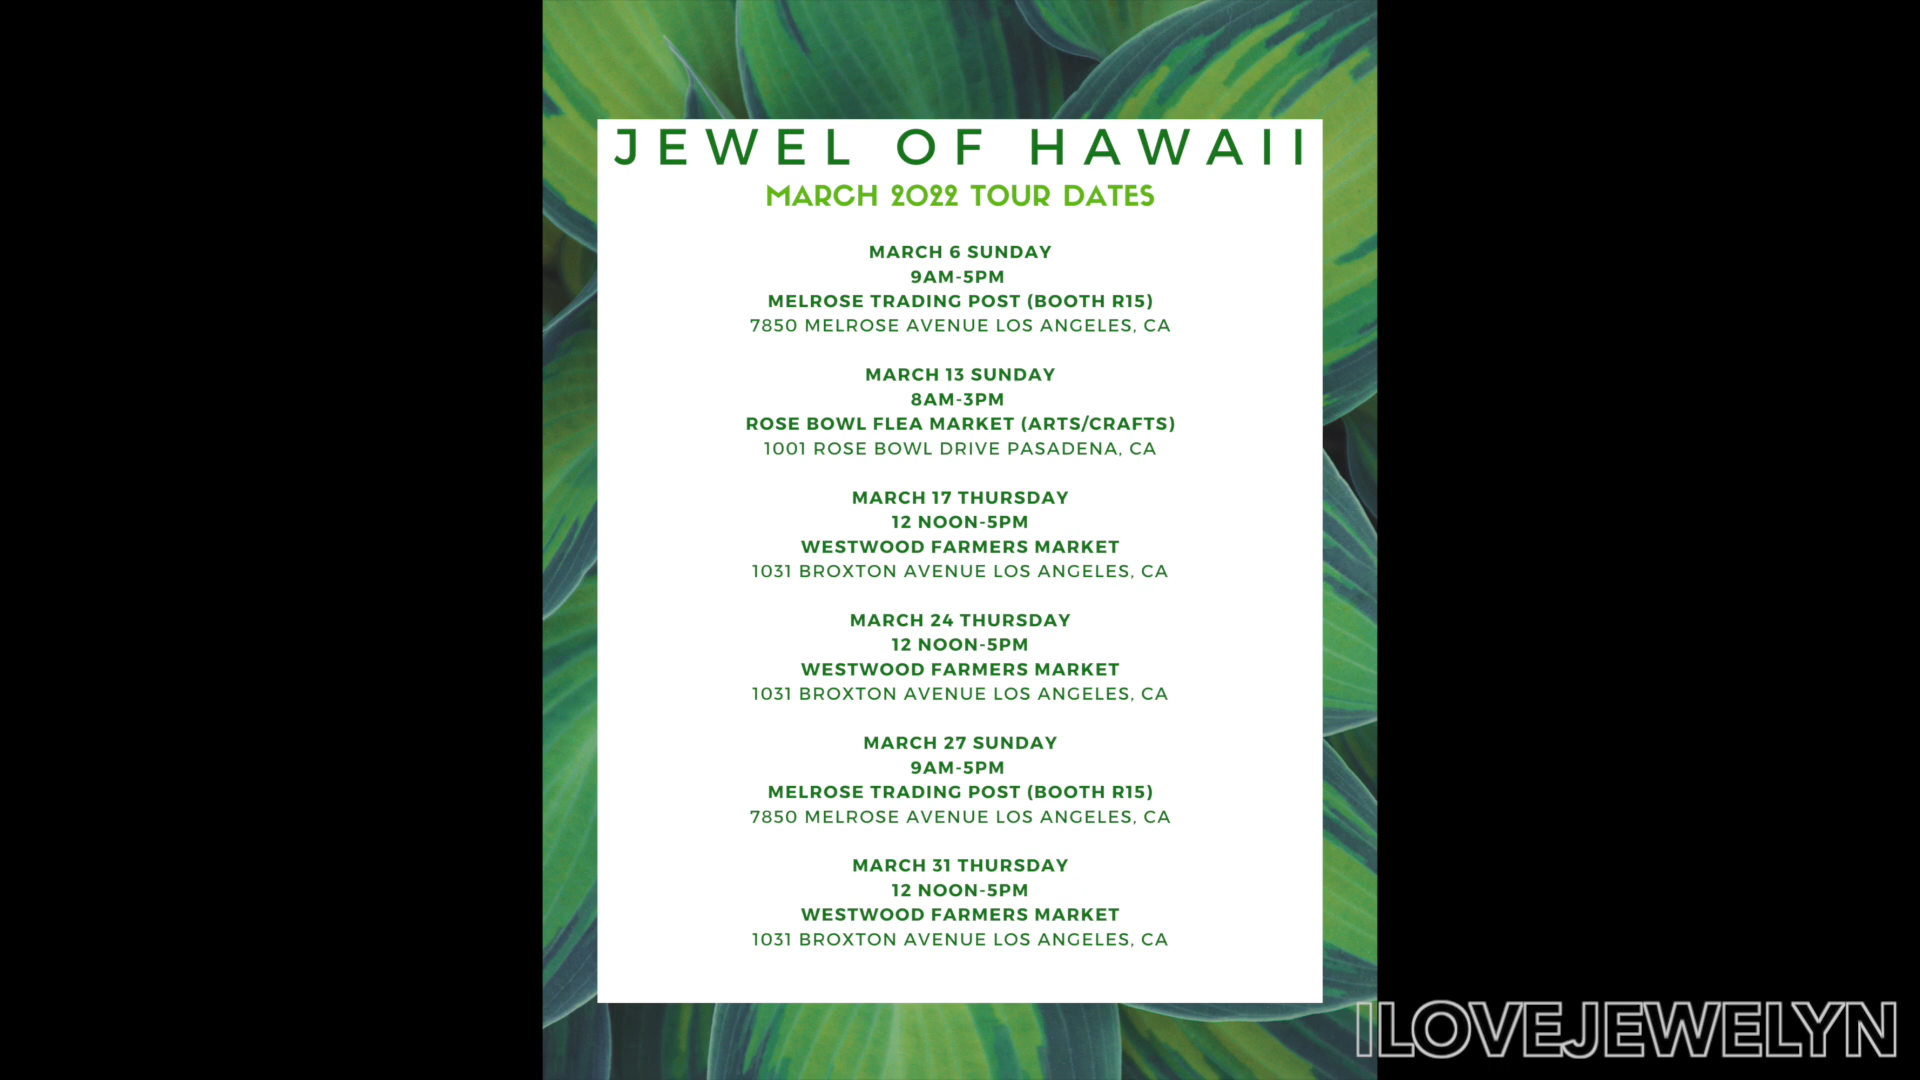 JEWEL OF HAWAII
MARCH 2022 TOUR DATES
MARCH 6 SUNDAY
9AM-5PM
MELROSE TRADING POST (BOOTH R15)
7850 MELROSE AVENUE LOS ANGELES, CA
MARCH 13 SUNDAY
8AM-3PM
ROSE BOWL FLEA MARKET (ARTS/CRAFTS)
1001 ROSE BOWL DRIVE PASADENA, CA
MARCH 17 THURSDAY
12 NOON-5PM
WESTWOOD FARMERS MARKET
1031 BROXTON AVENUE LOS ANGELES, CA
MARCH 24 THURSDAY
12 NOON-5PM
WESTWOOD FARMERS MARKET
1031 BROXTON AVENUE LOS ANGELES, CA
MARCH 27 SUNDAY
9AM-5PM
MELROSE TRADING POST (BOOTH R15)
7850 MELROSE AVENUE LOS ANGELES, CA
MARCH 31 THURSDAY
12 NOON-5PM
WESTWOOD FARMERS MARKET
1031 BROXTON AVENUE LOS ANGELES, CA
ILOVEJEWELYN